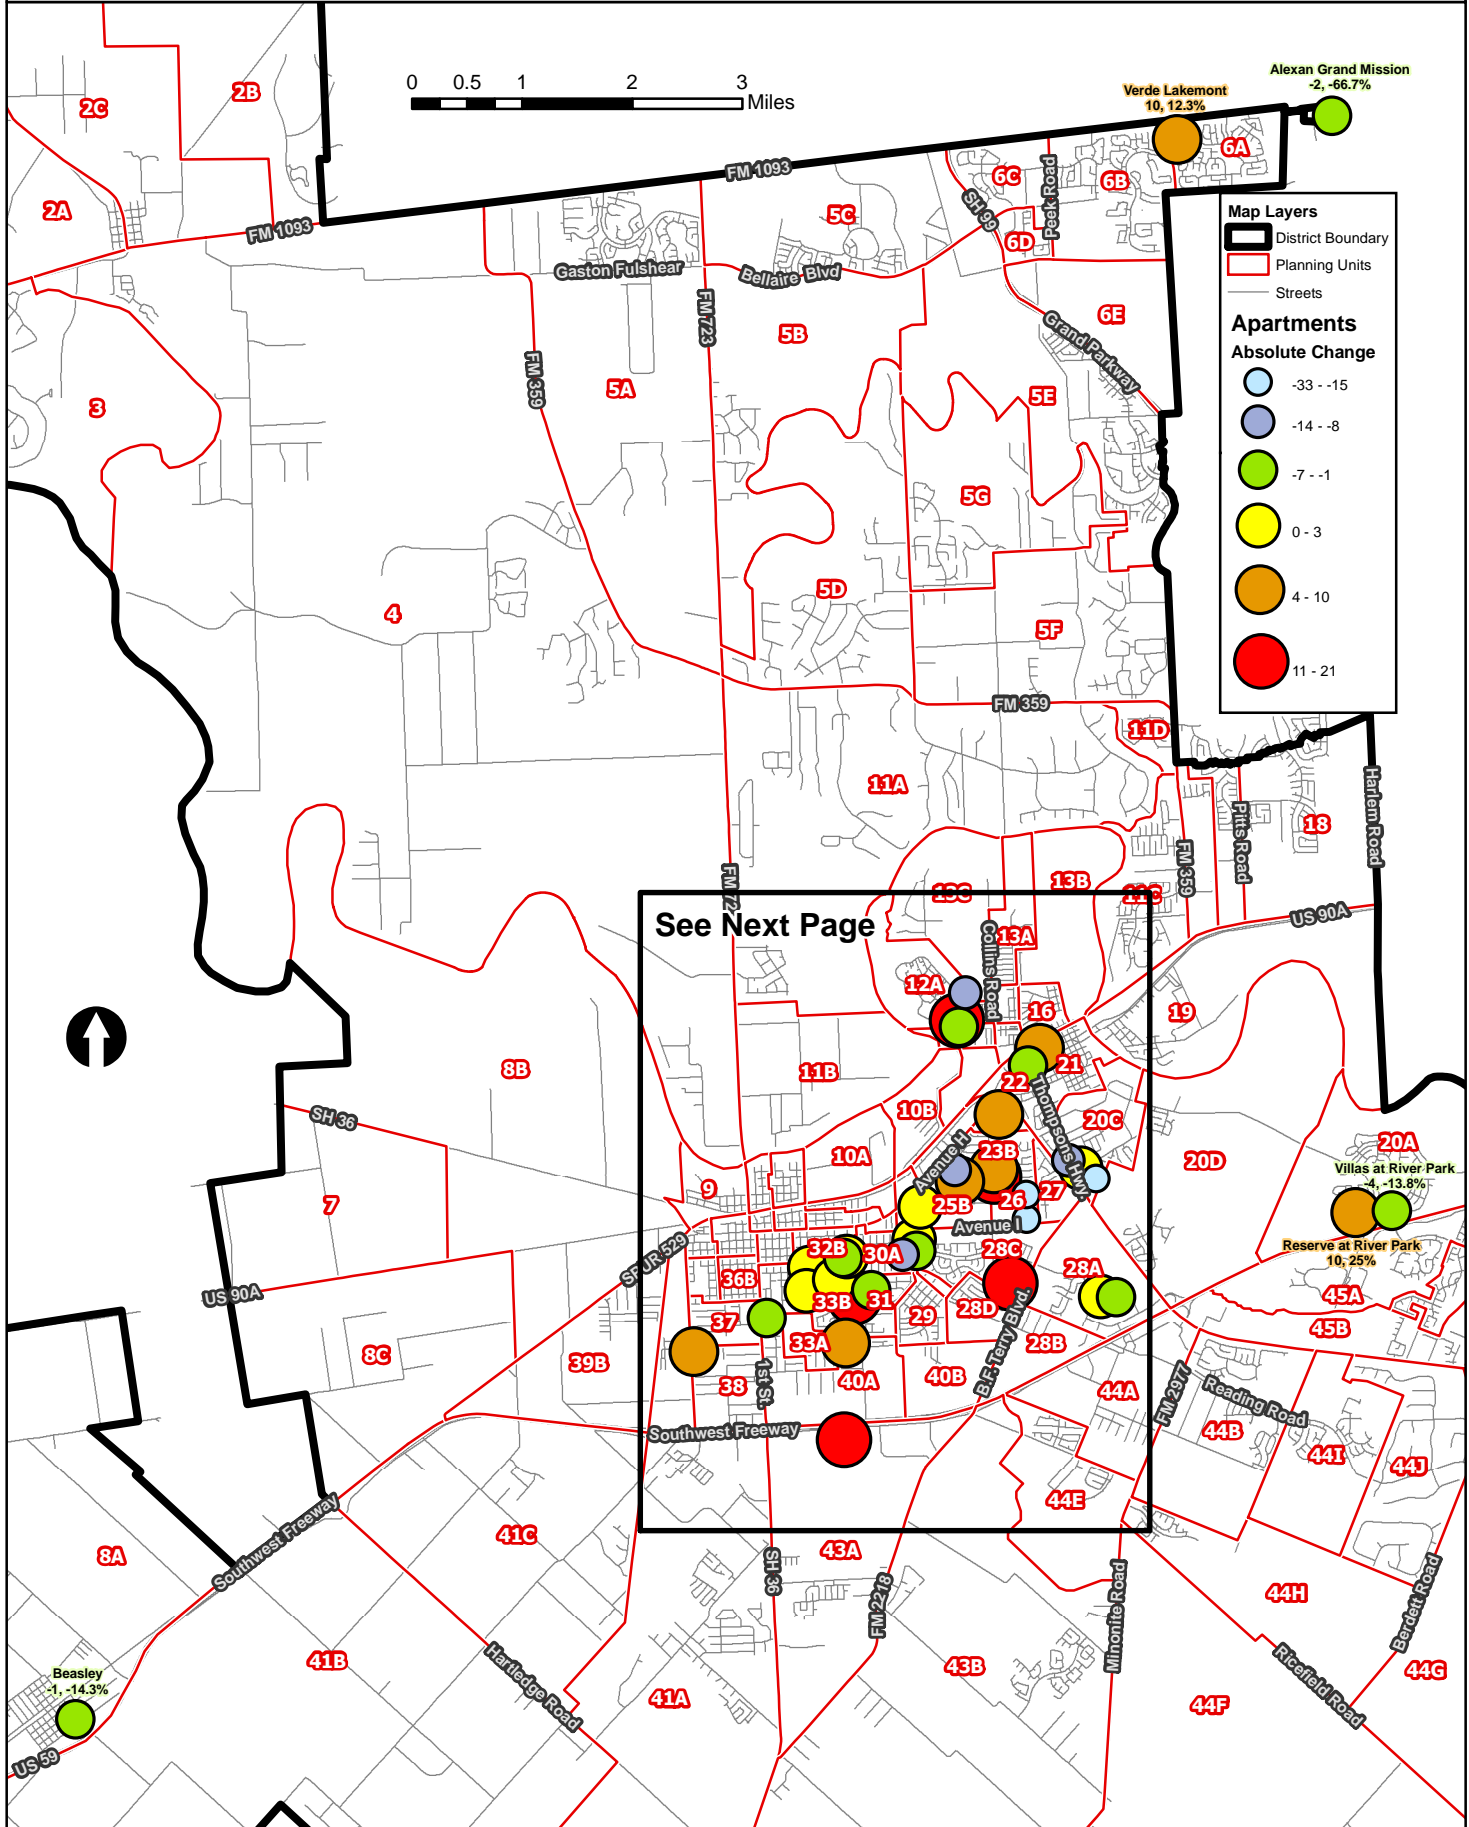 Alexan Grand Mission
-2, -66.7%
0 0.5 1 2 3
Miles
Verde Lakemont
10, 12.3%
2B
2C
6A
FM 1093
6C
Peek Road
6B
2A
5C
SH 99
FM 1093
6D
Map Layers
District Boundary
Planning Units
Streets
Apartments
Absolute Change
-33 - -15
-14 - -8
-7 - -1
0 - 3
4 - 10
11 - 21
Gaston Fulshear
Bellaire Blvd
FM 723
5B
6E
Grand Parkway
FM 359
5A
5E
3
5G
4
5D
5F
FM 359
11D
11A
Harlem Road
Pitts Road
18
FM 359
FM 72
13C
13B
11C
US 90A
See Next Page
Collins Road
13A
12A
16
19
21
8B
11B
22
Thompsons Hwy.
10B
20C
SH 36
20A
Avenue H
23B
10A
20D
Villas at River Park
-4, -13.8%
9
7
26
27
25B
Avenue I
Reserve at River Park
10, 25%
SPUR 529
32B
30A
28C
28A
36B
US 90A
45A
33B
31
29
28D
45B
37
33A
28B
B.F. Terry Blvd.
8C
39B
38
1st St.
40A
40B
44A
FM 2977
Reading Road
44B
Southwest Freeway
44I
44J
44E
41C
Southwest Freeway
8A
43A
SH 36
FM 2218
Minonite Road
44H
Berdett Road
41B
Hartledge Road
43B
Ricefield Road
44G
41A
44F
Beasley
-1, -14.3%
US 59